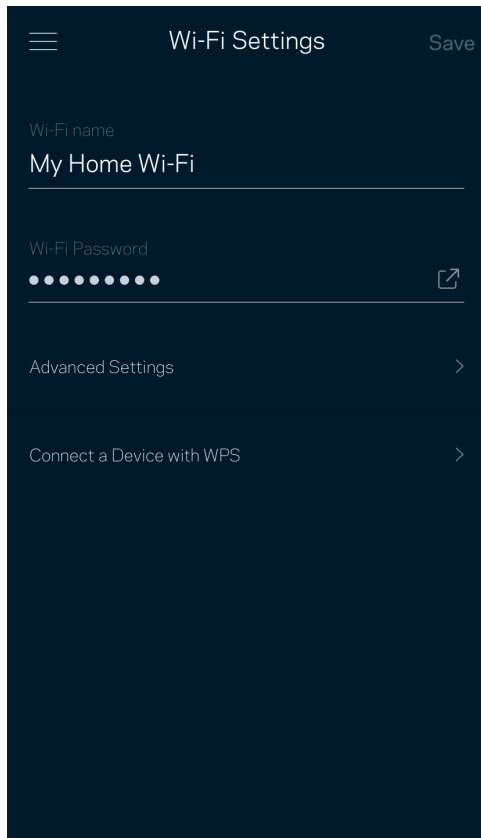 Wi-Fi Settings
Save
Wi-Fi name
My Home Wi-Fi
Wi-Fi Password
●●●●●●●●●
Advanced Settings
Connect a Device with WPS